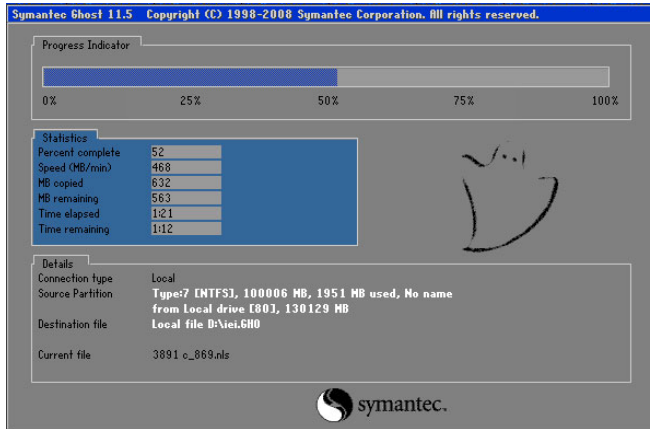 Symantec Ghost 11.5 Copyright (C) 1998-2008 Symantec Corporation. All rights reserved.
Progress Indicator
0% 25% 50% 75% 100%
Statistics
Percent complete 52
Speed (MB/min) 468
MB copied 632
MB remaining 563
Time elapsed 1:21
Time remaining 1:12
Details
Connection type Local
Source Partition Type:7 [NTFS], 100006 MB, 1951 MB used, No name
from Local drive [80], 130129 MB
Destination file Local file D:\iei.GHO
Current file 3891 c_869.nls
symantec.